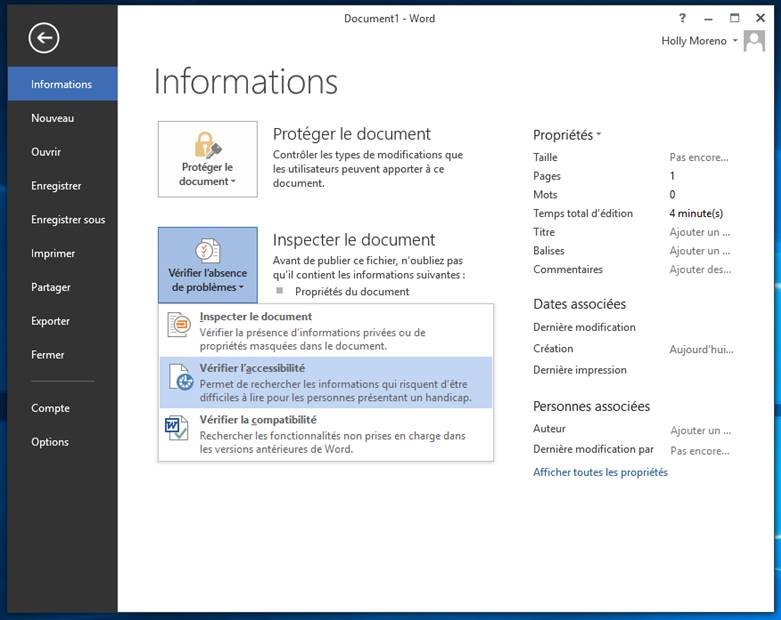 Document1 - Word
?
Holly Moreno
Informations
Nouveau
Ouvrir
Enregistrer
Enregistrer sous
Imprimer
Partager
Exporter
Fermer
Compte
Options
Informations
Protéger le
document
Protéger le document
Contrôler les types de modifications que
les utilisateurs peuvent apporter à ce
document.
Vérifier l'absence
de problèmes
Inspecter le document
Avant de publier ce fichier, n'oubliez pas
qu'il contient les informations suivantes :
Propriétés du document
Inspecter le document
Vérifier la présence d'informations privées ou de
propriétés masquées dans le document.
Vérifier l'accessibilité
Permet de rechercher les informations qui risquent d'être
difficiles à lire pour les personnes présentant un handicap.
Vérifier la compatibilité
Rechercher les fonctionnalités non prises en charge dans
les versions antérieures de Word.
Propriétés
Taille Pas encore...
Pages 1
Mots 0
Temps total d'édition 4 minute(s)
Titre Ajouter un ...
Balises Ajouter un ...
Commentaires Ajouter des...
Dates associées
Dernière modification
Création Aujourd'hui...
Dernière impression
Personnes associées
Auteur Ajouter un ...
Dernière modification par Pas encore...
Afficher toutes les propriétés